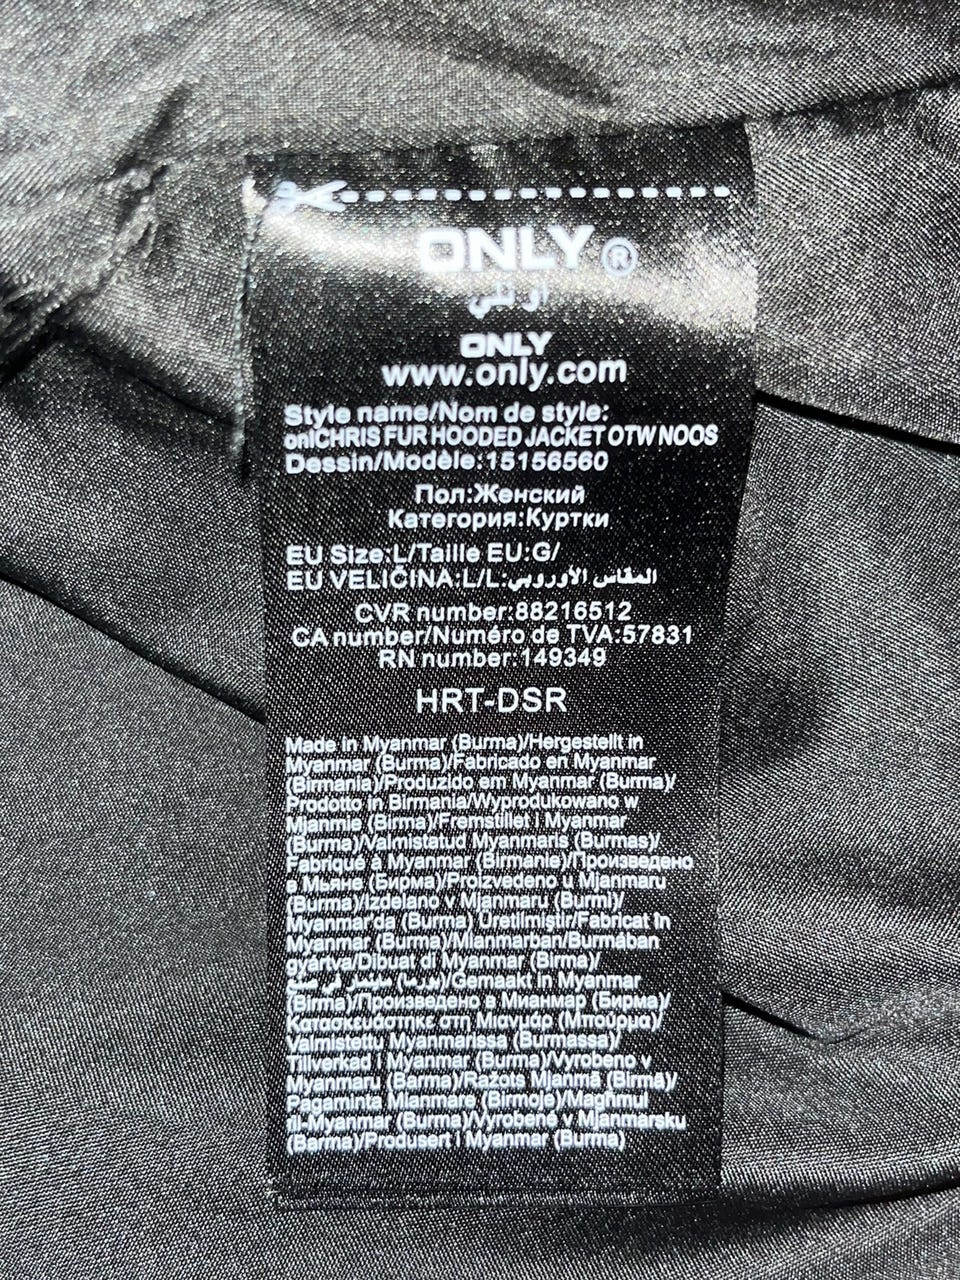 ONLY®
أونلي
ONLY
www.only.com
Style name/Nom de style:
onlCHRIS FUR HOODED JACKET OTW NOOS
Dessin/Modèle:15156560
Пол:Женский
Категория:Куртки
EU Size:L/Taille EU:G/
EU VELIČINA:L/L:المقاس الأوروبي
CVR number:88216512
CA number/Numéro de TVA:57831
RN number:149349
HRT-DSR
Made in Myanmar (Burma)/Hergestellt in
Myanmar (Burma)/Fabricado en Myanmar
(Birmania)/Produzido em Myanmar (Burma)/
Prodotto in Birmania/Wyprodukowano w
Mjanmie (Birma)/Fremstillet i Myanmar
(Burma)/Valmistatud Myanmaris (Burmas)/
Fabriqué à Myanmar (Birmanie)/Произведено
в Мьяне (Бирма)/Proizvedeno u Mjanmaru
(Burma)/Izdelano v Mjanmaru (Burmi)/
Myanmar'da (Burma) Üretilmiştir/Fabricat în
Myanmar (Burma)/Mianmarban/Burmában
gyártva/Dibuat di Myanmar (Birma)/
(بورما)/Gemaakt in Myanmar
(Birma)/Произведено в Мианмар (Бирма)/
Κατασκευάστηκε στη Μιανμάρ (Μπούρμα)/
Valmistettu Myanmarissa (Burmassa)/
Tillverkad i Myanmar (Burma)/Vyrobeno v
Myanmaru (Barma)/Ražots Mjanmā (Birmā)/
Pagaminta Mianmare (Birmoje)/Magħmul
fil-Myanmar (Burma)/Vyrobené v Mjanmarsku
(Barma)/Produsert i Myanmar (Burma)